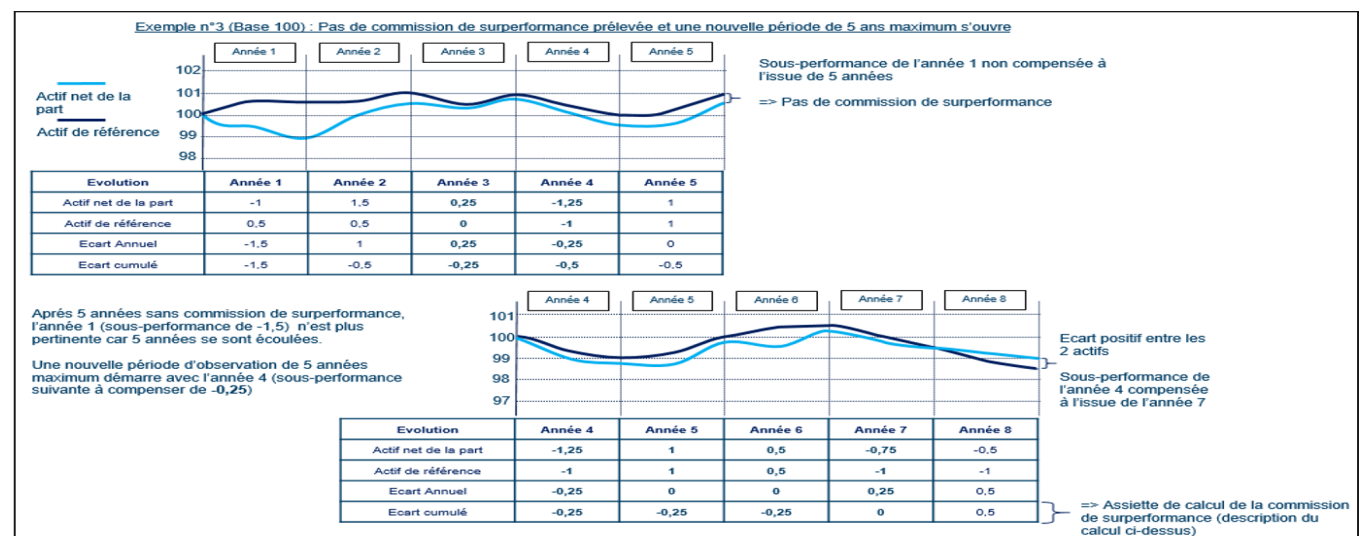 Exemple n°3 (Base 100) : Pas de commission de surperformance prélevée et une nouvelle période de 5 ans maximum s'ouvre
Année 1 Année 2 Année 3 Année 4 Année 5
102
101
100
99
98
Actif net de la
part
Actif de référence
Sous-performance de l'année 1 non compensée à
l'issue de 5 années
=> Pas de commission de surperformance
Evolution Année 1 Année 2 Année 3 Année 4 Année 5
Actif net de la part -1 1,5 0,25 -1,25 1
Actif de référence 0,5 0,5 0 -1 1
Ecart Annuel -1,5 1 0,25 -0,25 0
Ecart cumulé -1,5 -0,5 -0,25 -0,5 -0,5
Aprés 5 années sans commission de surperformance,
l'année 1 (sous-performance de -1,5) n'est plus
pertinente car 5 années se sont écoulées.
Une nouvelle période d'observation de 5 années
maximum démarre avec l'année 4 (sous-performance
suivante à compenser de -0,25)
Année 4 Année 5 Année 6 Année 7 Année 8
101
100
99
98
97
Ecart positif entre les
2 actifs
Sous-performance de
l'année 4 compensée
à l'issue de l'année 7
Evolution Année 4 Année 5 Année 6 Année 7 Année 8
Actif net de la part -1,25 1 0,5 -0,75 -0,5
Actif de référence -1 1 0,5 -1 -1
Ecart Annuel -0,25 0 0 0,25 0,5
Ecart cumulé -0,25 -0,25 -0,25 0 0,5
=> Assiette de calcul de la commission
de surperformance (description du
calcul ci-dessus)